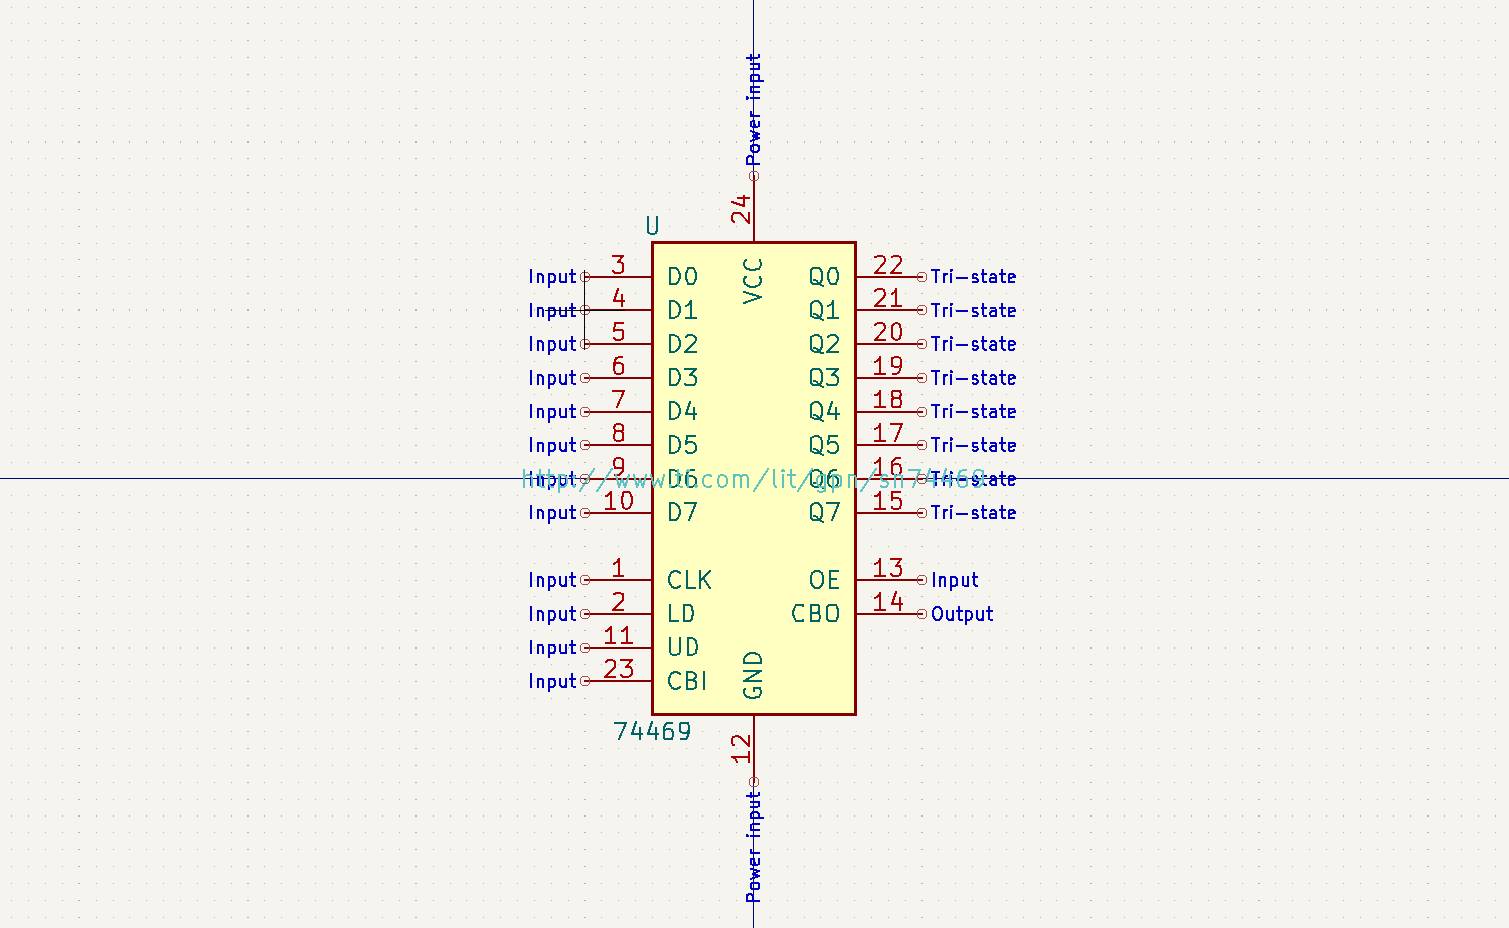 Power input
24
U
VCC
Input 3 D0 Q0 22 Tri-state
Input 4 D1 Q1 21 Tri-state
Input 5 D2 Q2 20 Tri-state
Input 6 D3 Q3 19 Tri-state
Input 7 D4 Q4 18 Tri-state
Input 8 D5 Q5 17 Tri-state
Input 9 D6 Q6 16 Tri-state
http://www.ti.com/lit/gpn/sn74469
Input 10 D7 Q7 15 Tri-state
Input 1 CLK OE 13 Input
Input 2 LD CBO 14 Output
Input 11 UD
Input 23 CBI
GND
74469
12
Power input